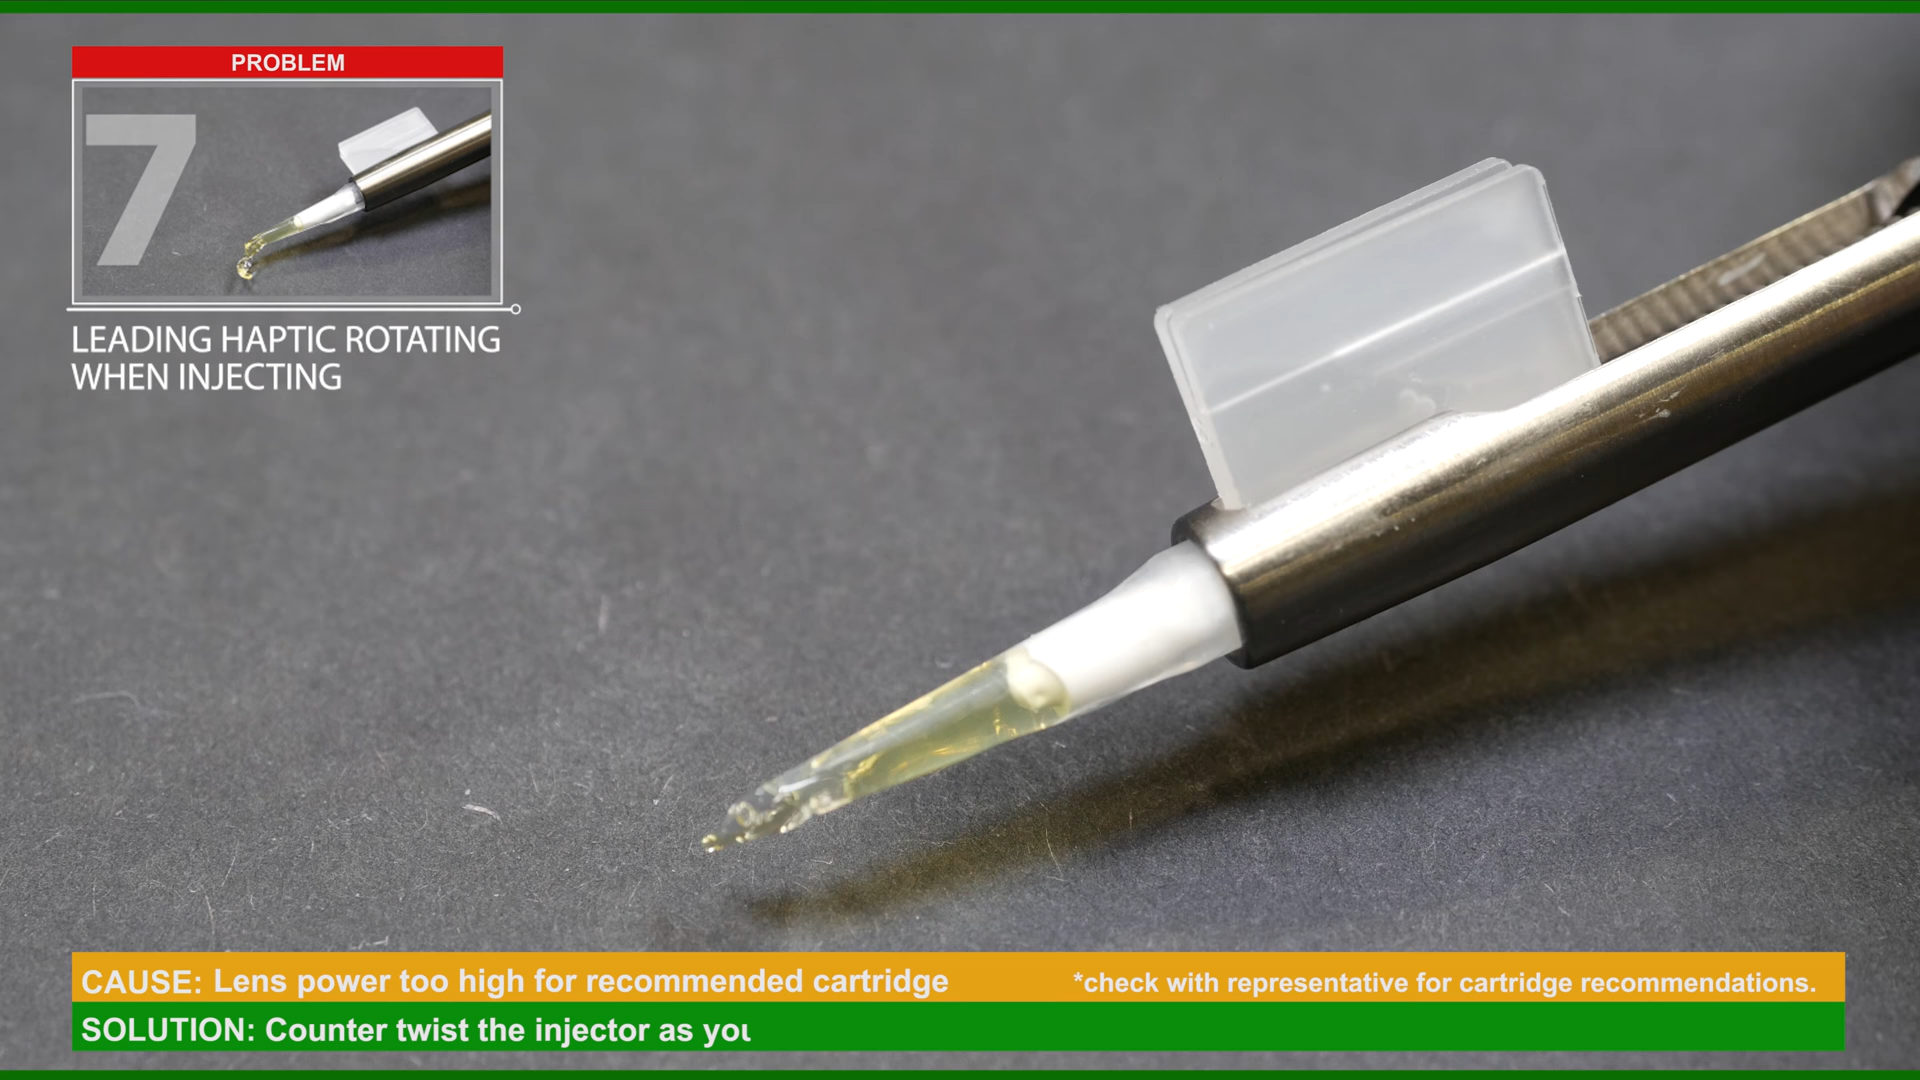 PROBLEM
7
LEADING HAPTIC ROTATING
WHEN INJECTING
CAUSE: Lens power too high for recommended cartridge
*check with representative for cartridge recommendations.
SOLUTION: Counter twist the injector as